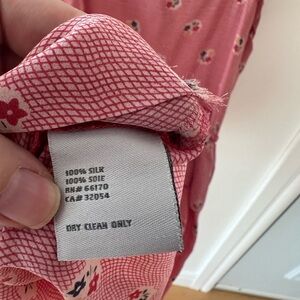 100% SILK
100% SOIE
RN# 66170
CA# 32054
DRY CLEAN ONLY